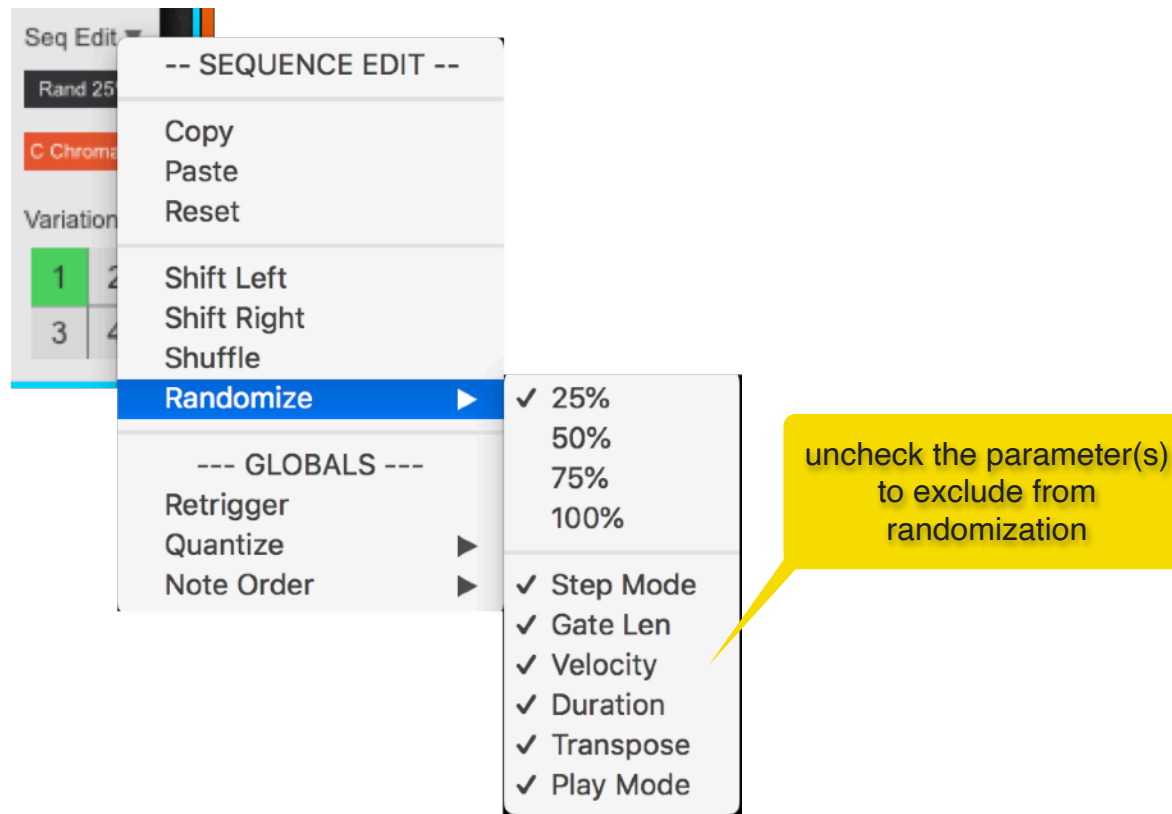 Seq Edit
Rand 25
C Chroma
Variation
1 2
3 4
-- SEQUENCE EDIT --
Copy
Paste
Reset
Shift Left
Shift Right
Shuffle
Randomize
--- GLOBALS ---
Retrigger
Quantize
Note Order
✓ 25%
50%
75%
100%
✓ Step Mode
✓ Gate Len
✓ Velocity
✓ Duration
✓ Transpose
✓ Play Mode
uncheck the parameter(s)
to exclude from
randomization